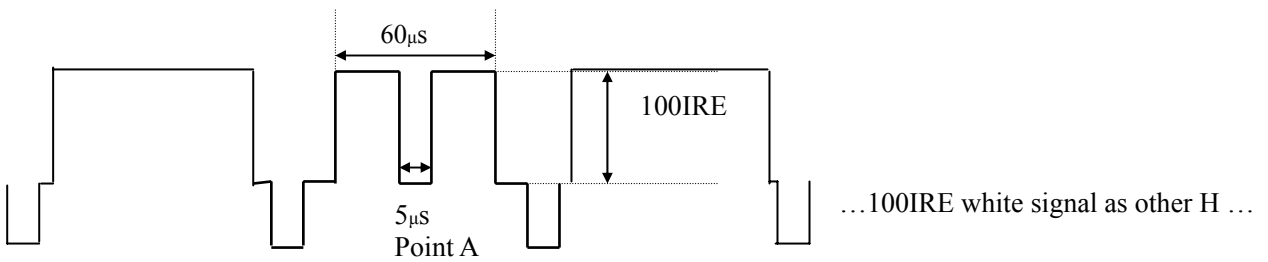 60μs
100IRE
…100IRE white signal as other H …
5μs
Point A